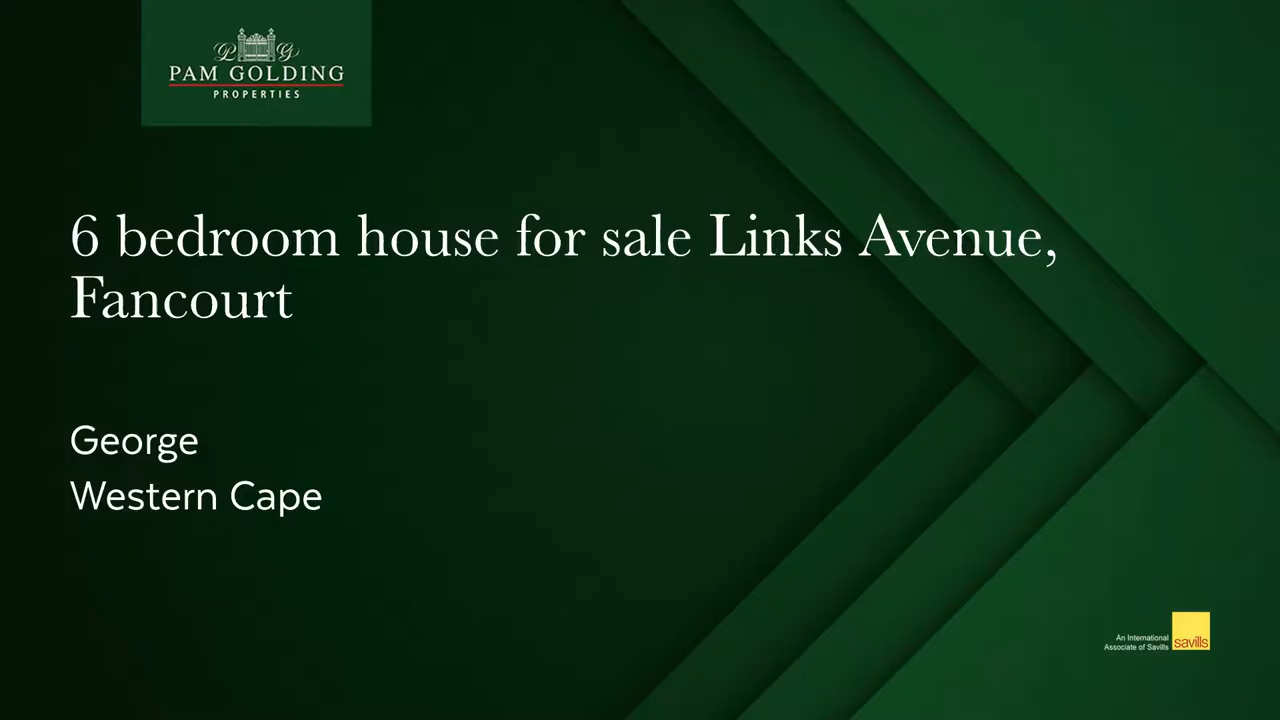 P G
PAM GOLDING
PROPERTIES
6 bedroom house for sale Links Avenue,
Fancourt
George
Western Cape
An International
Associate of Savills
savills